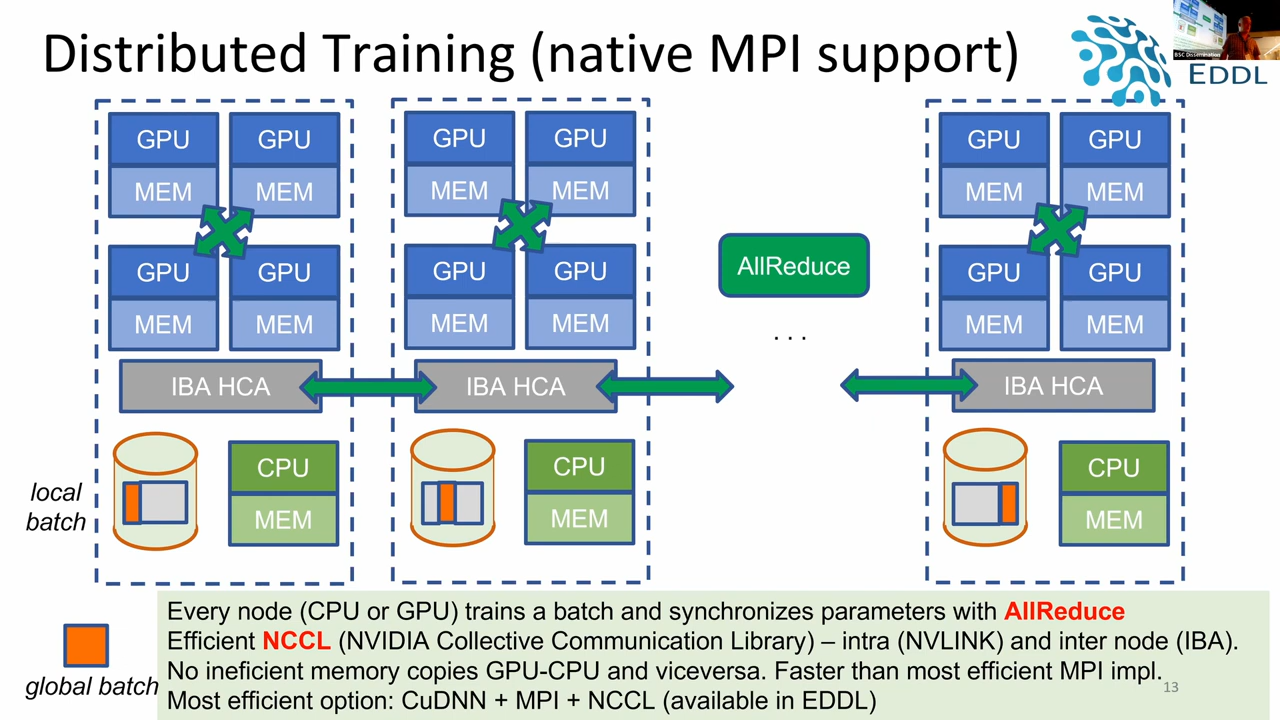 Distributed Training (native MPI support)
BSC Dissemination
EDDL
GPU GPU GPU GPU GPU GPU
MEM MEM MEM MEM MEM MEM
GPU GPU GPU GPU AllReduce GPU GPU
MEM MEM MEM MEM . . . MEM MEM
IBA HCA IBA HCA IBA HCA
CPU CPU CPU
local
batch
MEM MEM MEM
Every node (CPU or GPU) trains a batch and synchronizes parameters with AllReduce
Efficient NCCL (NVIDIA Collective Communication Library) – intra (NVLINK) and inter node (IBA).
No ineficient memory copies GPU-CPU and viceversa. Faster than most efficient MPI impl.
Most efficient option: CuDNN + MPI + NCCL (available in EDDL)
global batch
13